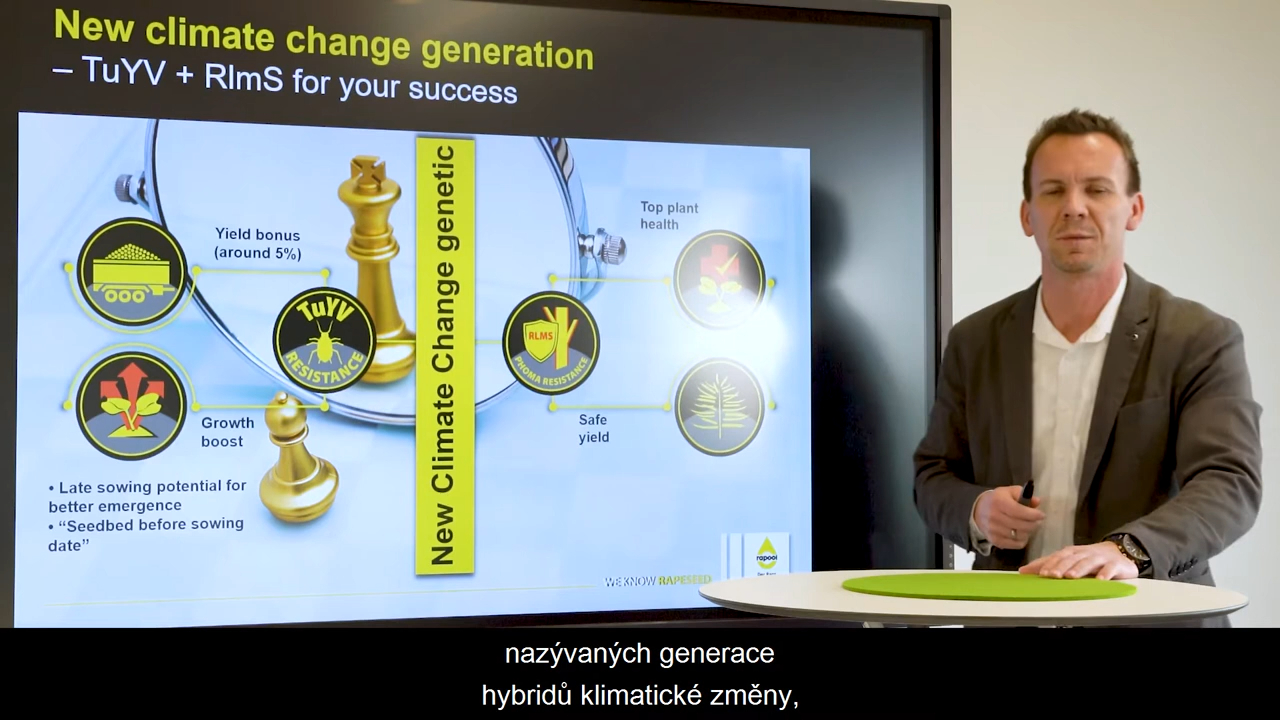 New climate change generation
– TuYV + RlmS for your success
New Climate Change genetic
Yield bonus
(around 5%)
TuYV
RESISTANCE
Growth
boost
• Late sowing potential for
better emergence
• “Seedbed before sowing
date”
Top plant
health
RLMS
PHOMA RESISTANCE
Safe
yield
WE KNOW RAPESEED
rapool
nazývaných generace
hybridů klimatické změny,